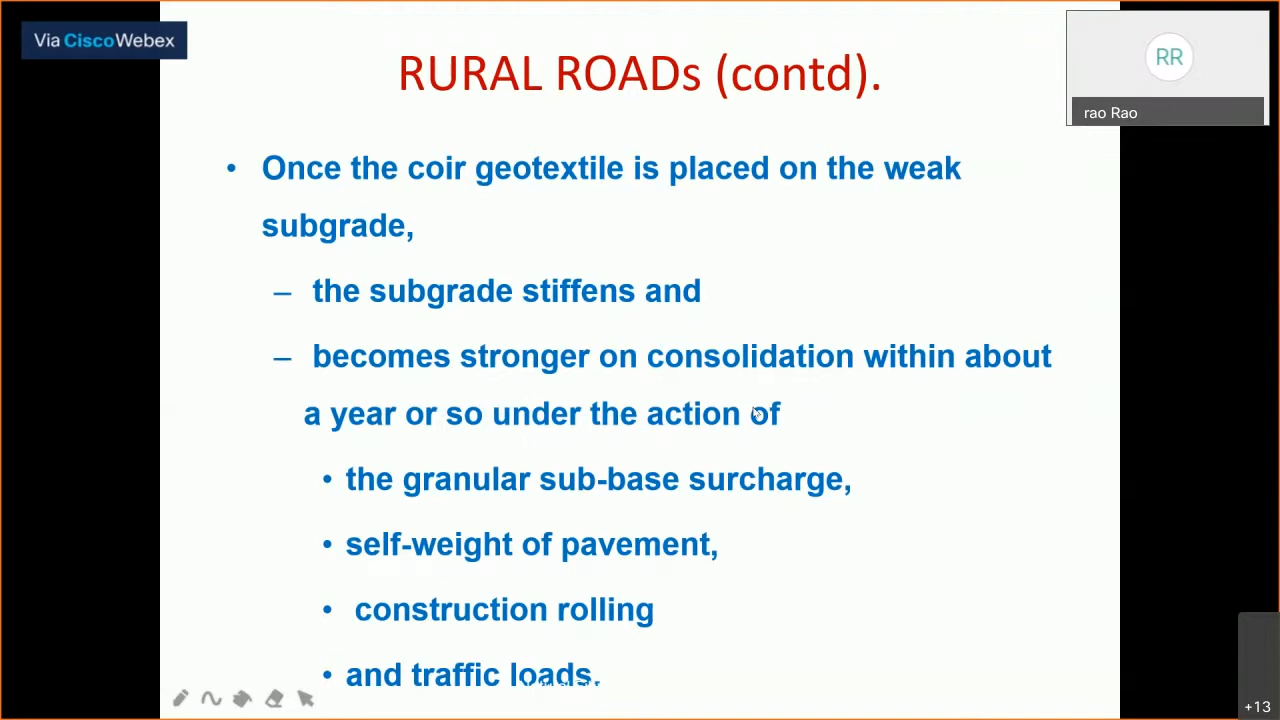 Via CiscoWebex
RURAL ROADs (contd).
RR
rao Rao
• Once the coir geotextile is placed on the weak
subgrade,
– the subgrade stiffens and
– becomes stronger on consolidation within about
a year or so under the action of
• the granular sub-base surcharge,
• self-weight of pavement,
• construction rolling
• and traffic loads.
+13